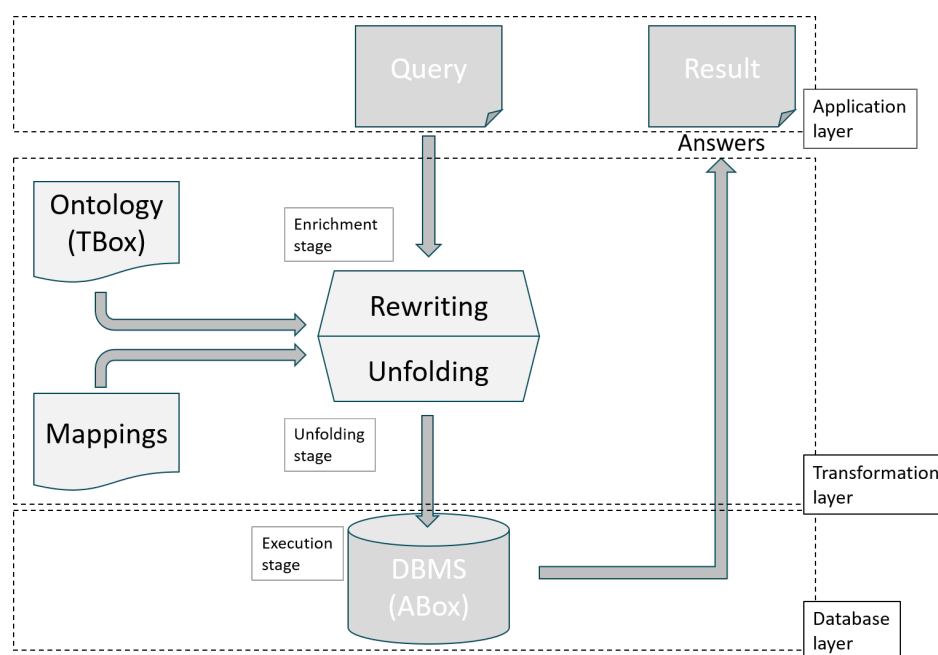 Query
Result
Application
layer
Answers
Ontology
(TBox)
Enrichment
stage
Rewriting
Unfolding
Mappings
Unfolding
stage
Transformation
layer
Execution
stage
DBMS
(ABox)
Database
layer